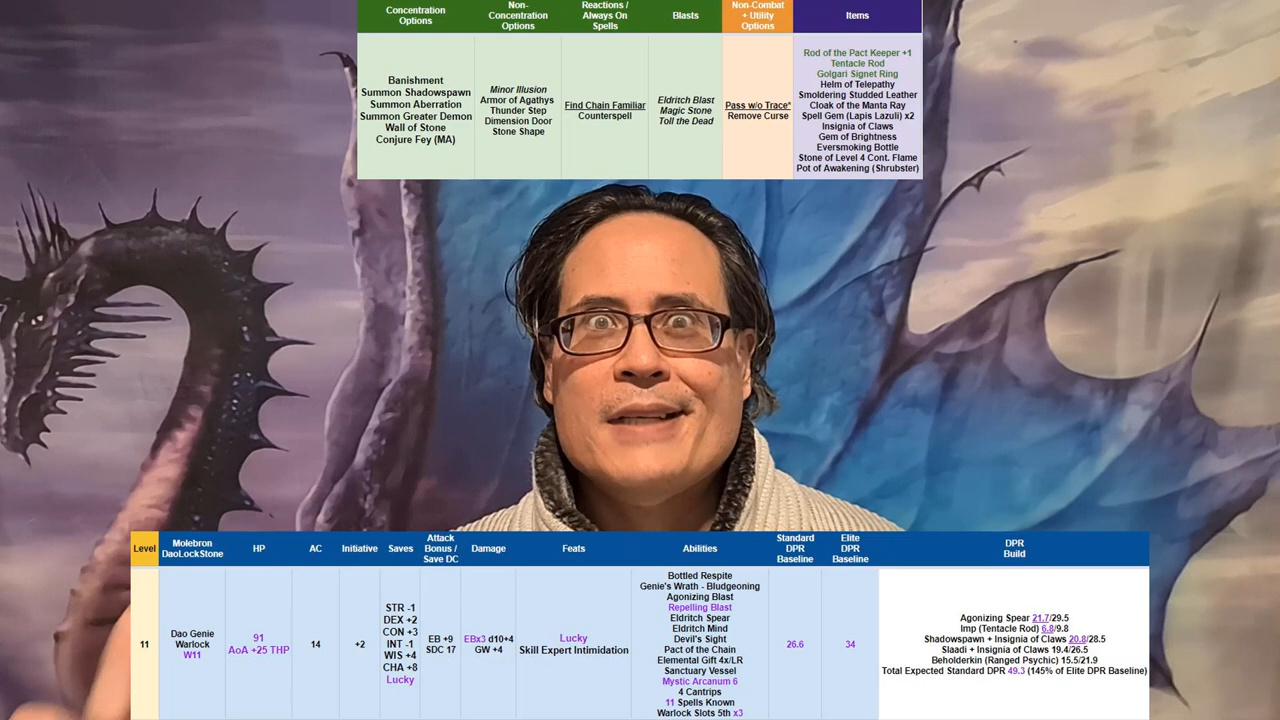 Concentration
Options
Non-
Concentration
Options
Reactions /
Always On
Spells
Blasts
Non-Combat
+ Utility
Options
Items
Banishment
Summon Shadowspawn
Summon Aberration
Summon Greater Demon
Wall of Stone
Conjure Fey (MA)
Minor Illusion
Armor of Agathys
Thunder Step
Dimension Door
Stone Shape
Find Chain Familiar
Counterspell
Eldritch Blast
Magic Stone
Toll the Dead
Pass w/o Trace*
Remove Curse
Rod of the Pact Keeper +1
Tentacle Rod
Golgari Signet Ring
Helm of Telepathy
Smoldering Studded Leather
Cloak of the Manta Ray
Spell Gem (Lapis Lazuli) x2
Insignia of Claws
Gem of Brightness
Eversmoking Bottle
Stone of Level 4 Cont. Flame
Pot of Awakening (Shrubster)
Level
Molebron
DaoLockStone
HP
AC
Initiative
Saves
Attack
Bonus /
Save DC
Damage
Feats
Abilities
Standard
DPR
Baseline
Elite
DPR
Baseline
DPR
Build
11
Dao Genie
Warlock
W11
91
AoA +25 THP
14
+2
STR -1
DEX +2
CON +3
INT -1
WIS +4
CHA +8
Lucky
EB +9
SDC 17
EBx3 d10+4
GW +4
Lucky
Skill Expert Intimidation
Bottled Respite
Genie's Wrath - Bludgeoning
Agonizing Blast
Repelling Blast
Eldritch Spear
Eldritch Mind
Devil's Sight
Pact of the Chain
Elemental Gift 4x/LR
Sanctuary Vessel
Mystic Arcanum 6
4 Cantrips
11 Spells Known
Warlock Slots 5th x3
26.6
34
Agonizing Spear 21.7/29.5
Imp (Tentacle Rod) 6.8/9.8
Shadowspawn + Insignia of Claws 20.8/28.5
Slaadi + Insignia of Claws 19.4/26.5
Beholderkin (Ranged Psychic) 15.5/21.9
Total Expected Standard DPR 49.3 (145% of Elite DPR Baseline)